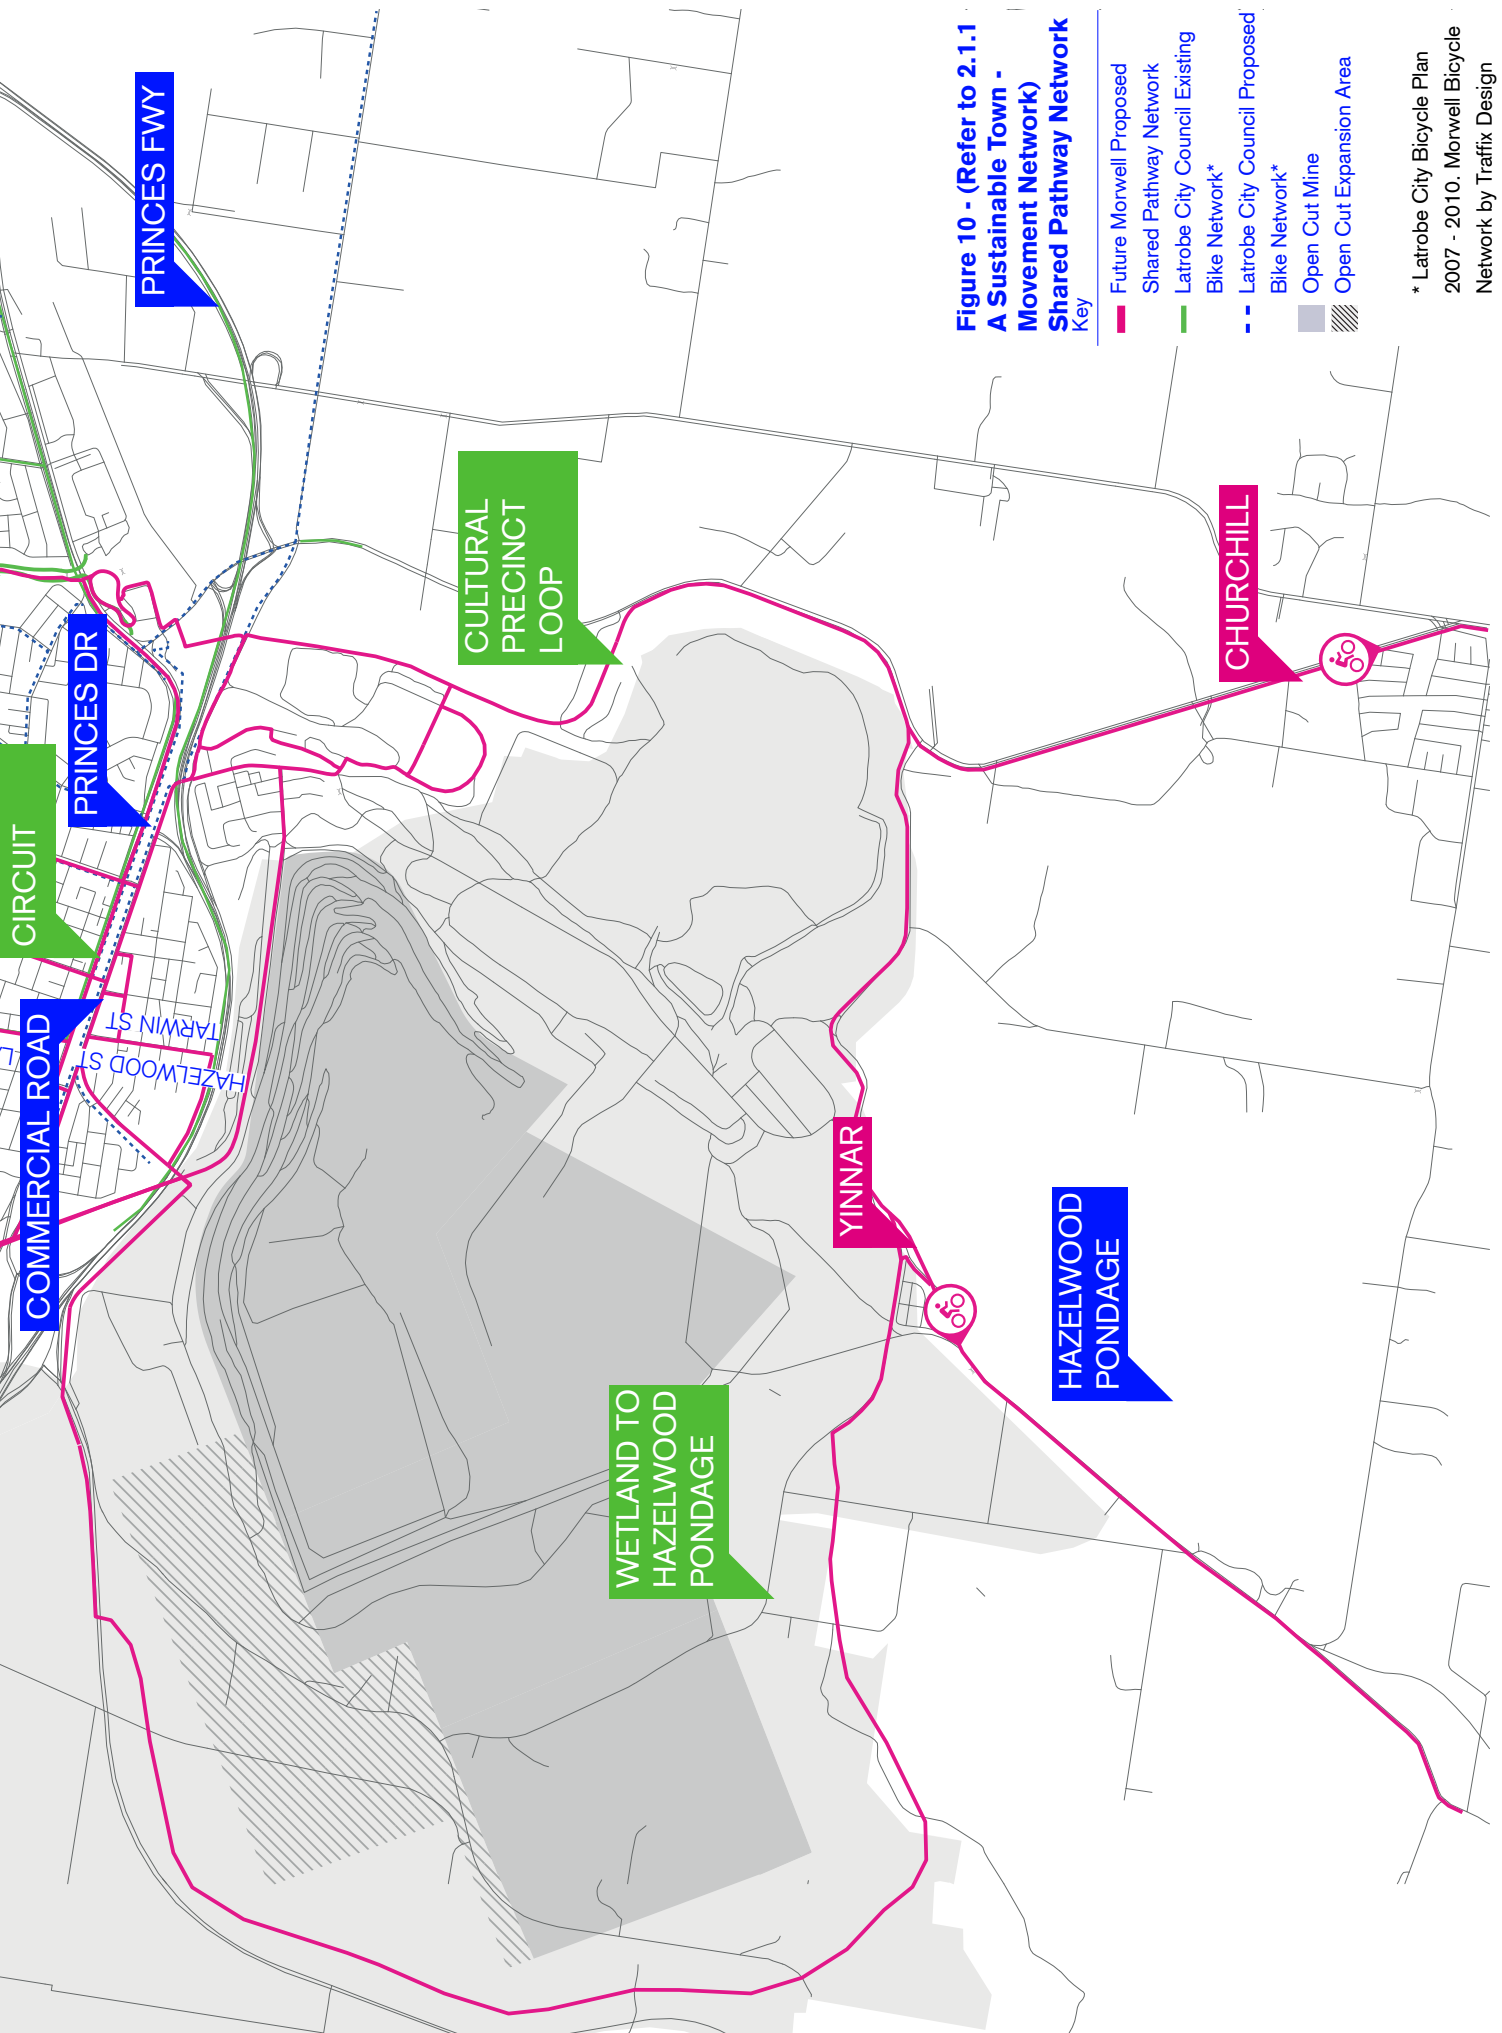 PRINCES FWY
PRINCES DR
CIRCUIT
COMMERCIAL ROAD
TARWIN ST
HAZELWOOD ST
CULTURAL
PRECINCT
LOOP
CHURCHILL
YINNAR
HAZELWOOD
PONDAGE
WETLAND TO
HAZELWOOD
PONDAGE
Figure 10 - (Refer to 2.1.1
A Sustainable Town -
Movement Network)
Shared Pathway Network
Key
Future Morwell Proposed
Shared Pathway Network
Latrobe City Council Existing
Bike Network*
Latrobe City Council Proposed
Bike Network*
Open Cut Mine
Open Cut Expansion Area
* Latrobe City Bicycle Plan
2007 - 2010. Morwell Bicycle
Network by Traffix Design